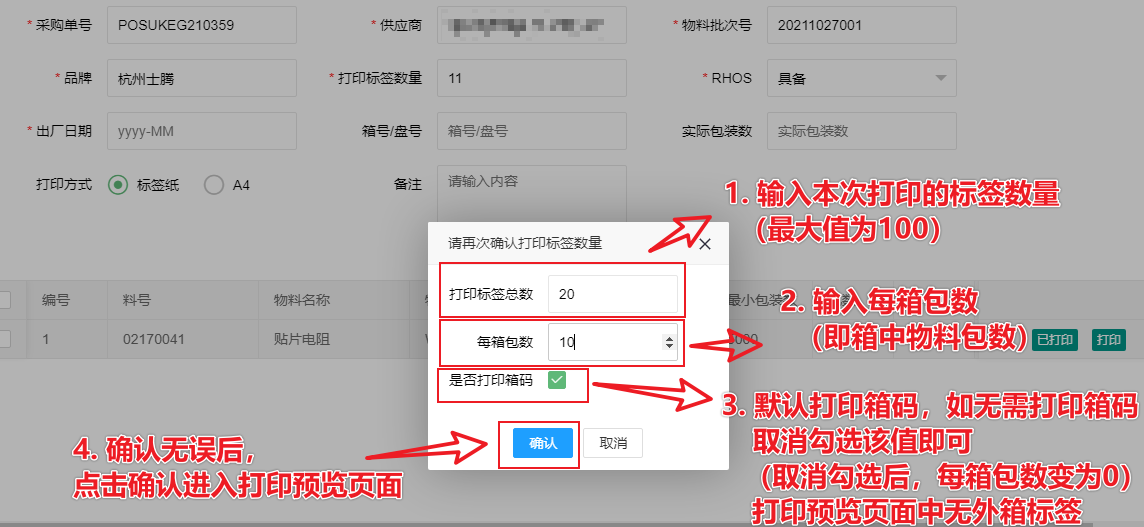 * 采购单号 POSUKEG210359 * 供应商 * 物料批次号 20211027001
* 品牌 杭州士腾 * 打印标签数量 11 * RHOS 具备
* 出厂日期 yyyy-MM 箱号/盘号 箱号/盘号 实际包装数 实际包装数
打印方式 标签纸 A4 备注 请输入内容
1. 输入本次打印的标签数量
(最大值为100)
请再次确认打印标签数量
打印标签总数 20
每箱包数 10
是否打印箱码
确认 取消
编号 料号 物料名称 最小包装
1 02170041 贴片电阻 已打印 打印
2. 输入每箱包数
(即箱中物料包数)
3. 默认打印箱码，如无需打印箱码
取消勾选该值即可
(取消勾选后，每箱包数变为0)
打印预览页面中无外箱标签
4. 确认无误后，
点击确认进入打印预览页面